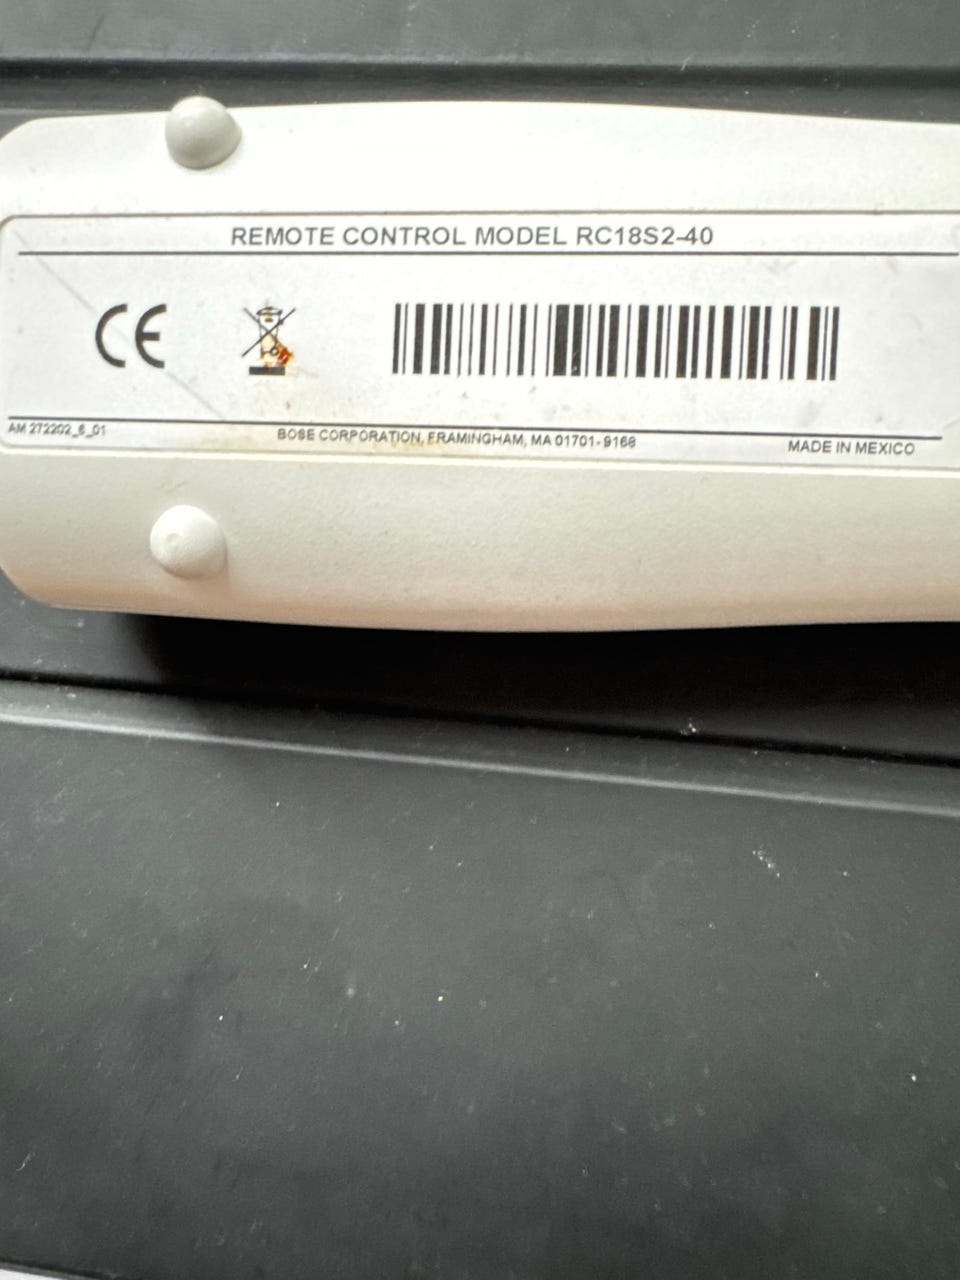 REMOTE CONTROL MODEL RC18S2-40
CE
AM 272202_6_01
BOSE CORPORATION, FRAMINGHAM, MA 01701-9168
MADE IN MEXICO